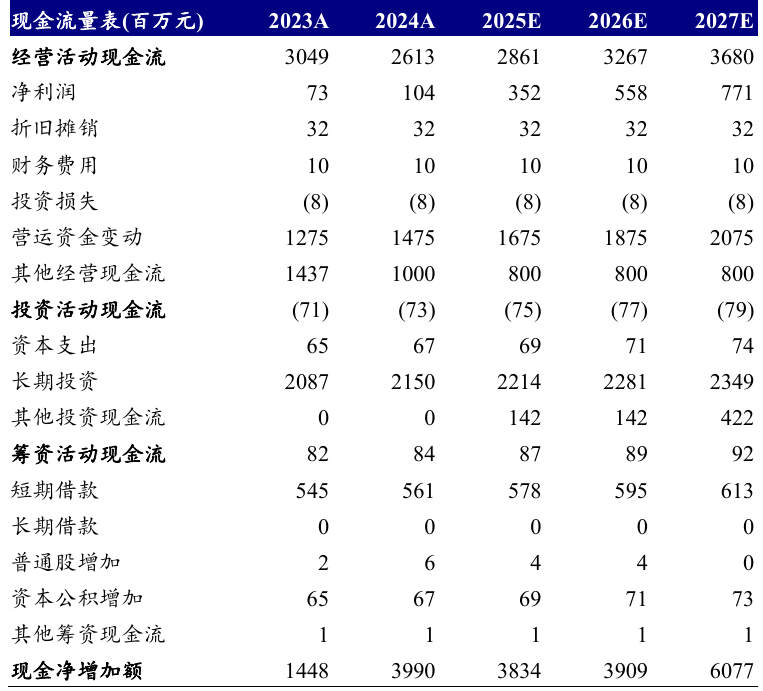 现金流量表(百万元) 2023A 2024A 2025E 2026E 2027E
经营活动现金流 3049 2613 2861 3267 3680
净利润 73 104 352 558 771
折旧摊销 32 32 32 32 32
财务费用 10 10 10 10 10
投资损失 (8) (8) (8) (8) (8)
营运资金变动 1275 1475 1675 1875 2075
其他经营现金流 1437 1000 800 800 800
投资活动现金流 (71) (73) (75) (77) (79)
资本支出 65 67 69 71 74
长期投资 2087 2150 2214 2281 2349
其他投资现金流 0 0 142 142 422
筹资活动现金流 82 84 87 89 92
短期借款 545 561 578 595 613
长期借款 0 0 0 0 0
普通股增加 2 6 4 4 0
资本公积增加 65 67 69 71 73
其他筹资现金流 1 1 1 1 1
现金净增加额 1448 3990 3834 3909 6077